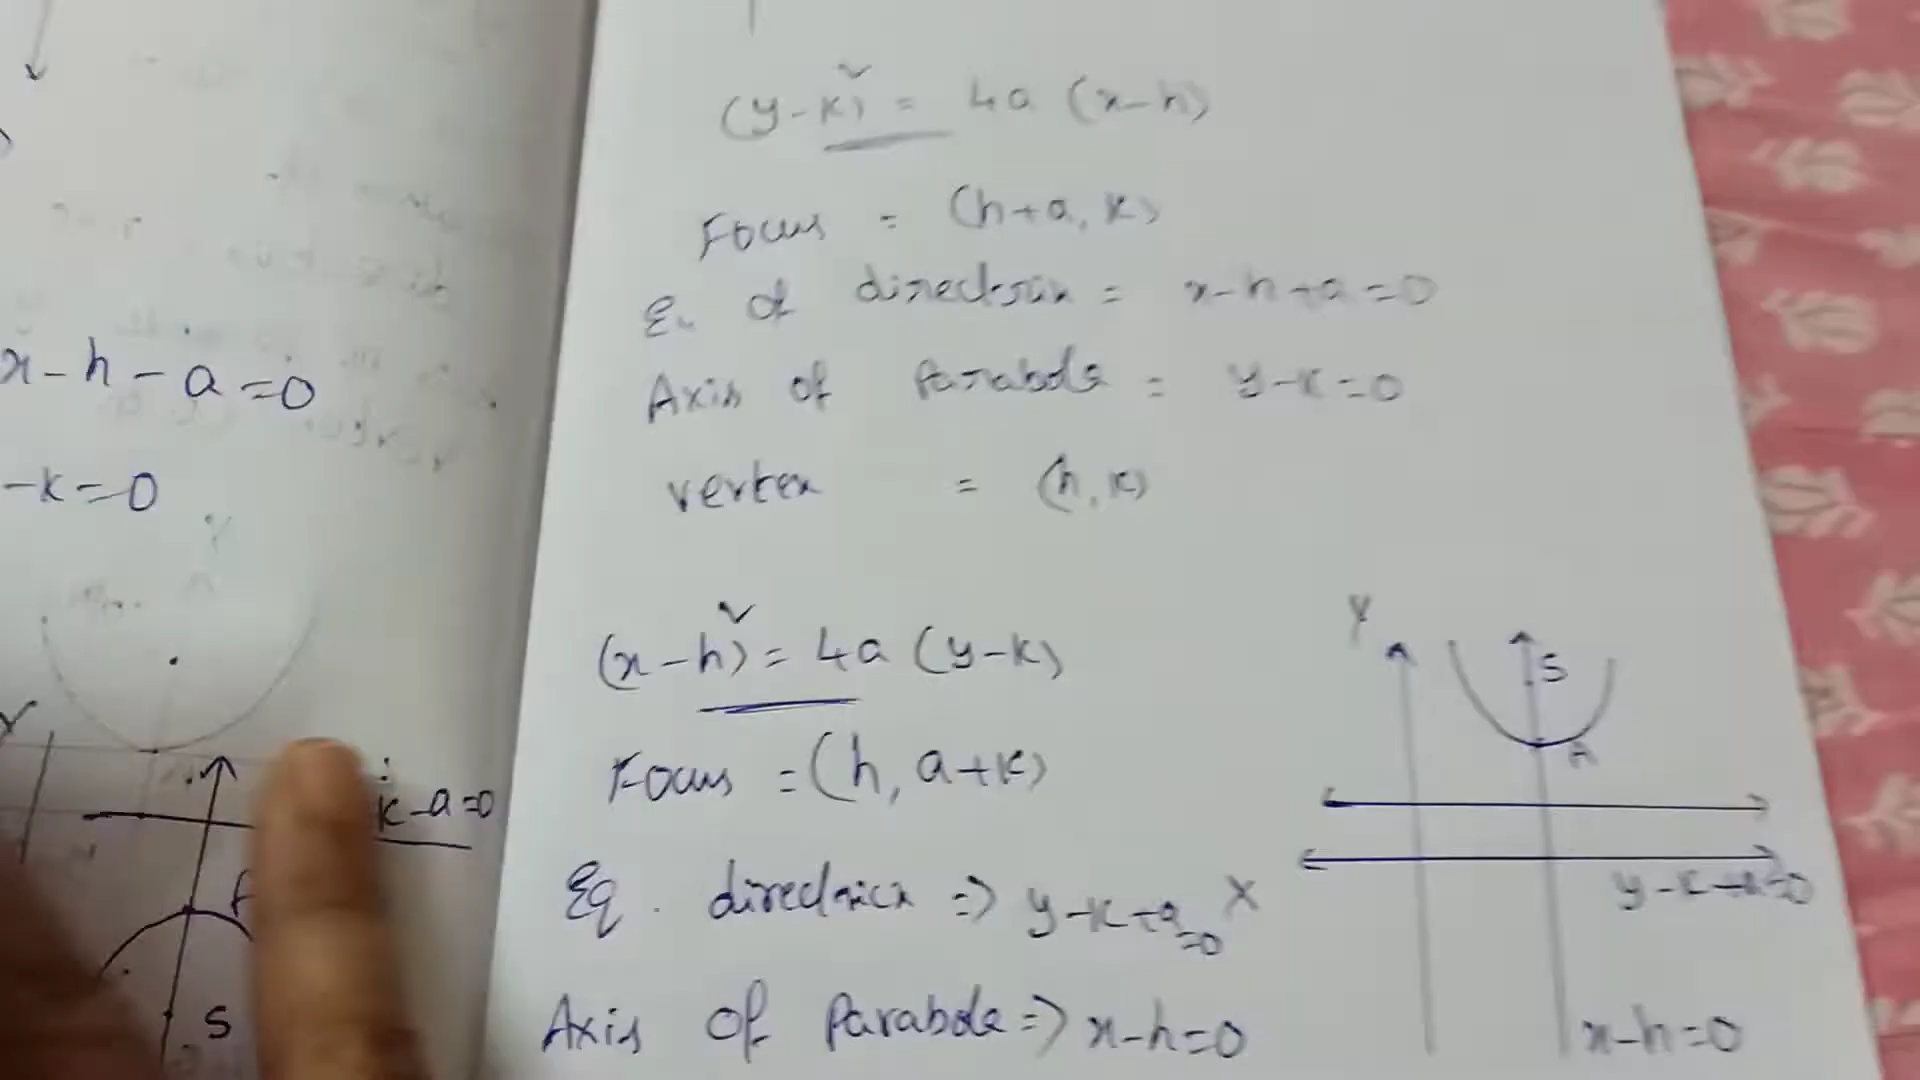 x-h-a=0
-k=0
k-a=0
S
(y-k)² = 4a (x-h)
Focus = (h+a, k)
Eq of directrix = x-h+a=0
Axis of Parabola = y-k=0
vertex = (h, k)
(x-h)² = 4a (y-k)
Focus = (h, a+k)
Eq. directrix => y-k+a=0
Axis of Parabola => x-h=0
Y
S
A
X
y-k+a=0
x-h=0